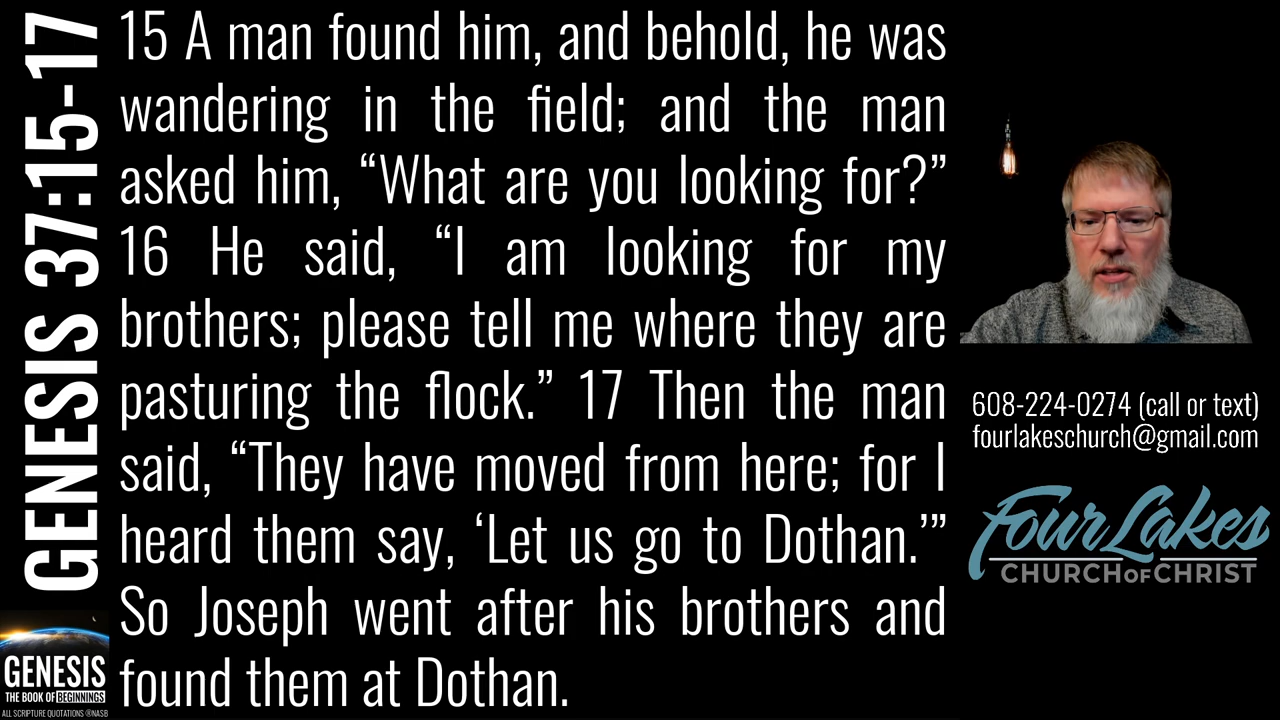 GENESIS 37:15-17
15 A man found him, and behold, he was
wandering in the field; and the man
asked him, “What are you looking for?”
16 He said, “I am looking for my
brothers; please tell me where they are
pasturing the flock.” 17 Then the man
said, “They have moved from here; for I
heard them say, ‘Let us go to Dothan.’”
So Joseph went after his brothers and
found them at Dothan.
608-224-0274 (call or text)
fourlakeschurch@gmail.com
Four Lakes
CHURCH OF CHRIST
GENESIS
THE BOOK OF BEGINNINGS
ALL SCRIPTURE QUOTATIONS ®NASB